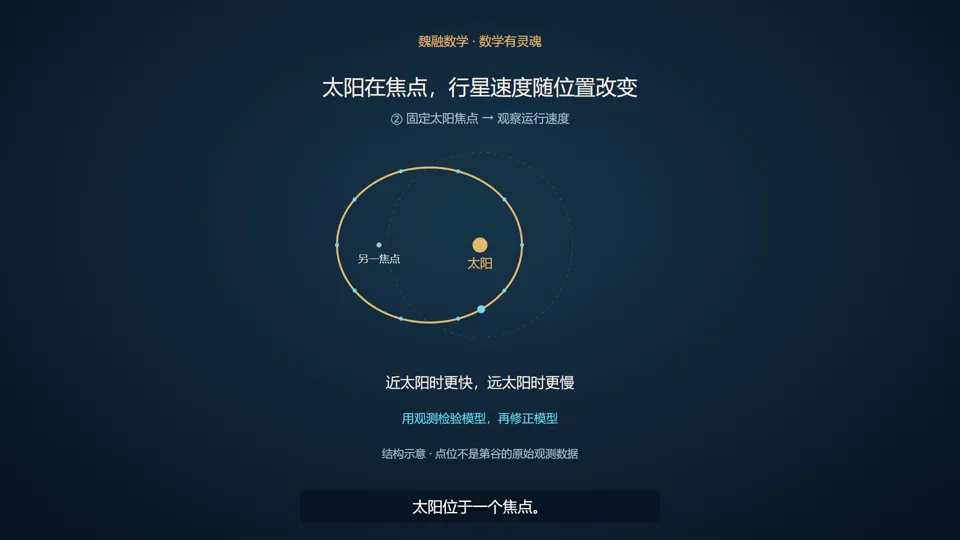 魏融数学 · 数学有灵魂
太阳在焦点，行星速度随位置改变
② 固定太阳焦点 → 观察运行速度
另一焦点
太阳
近太阳时更快，远太阳时更慢
用观测检验模型，再修正模型
结构示意 · 点位不是第谷的原始观测数据
太阳位于一个焦点。